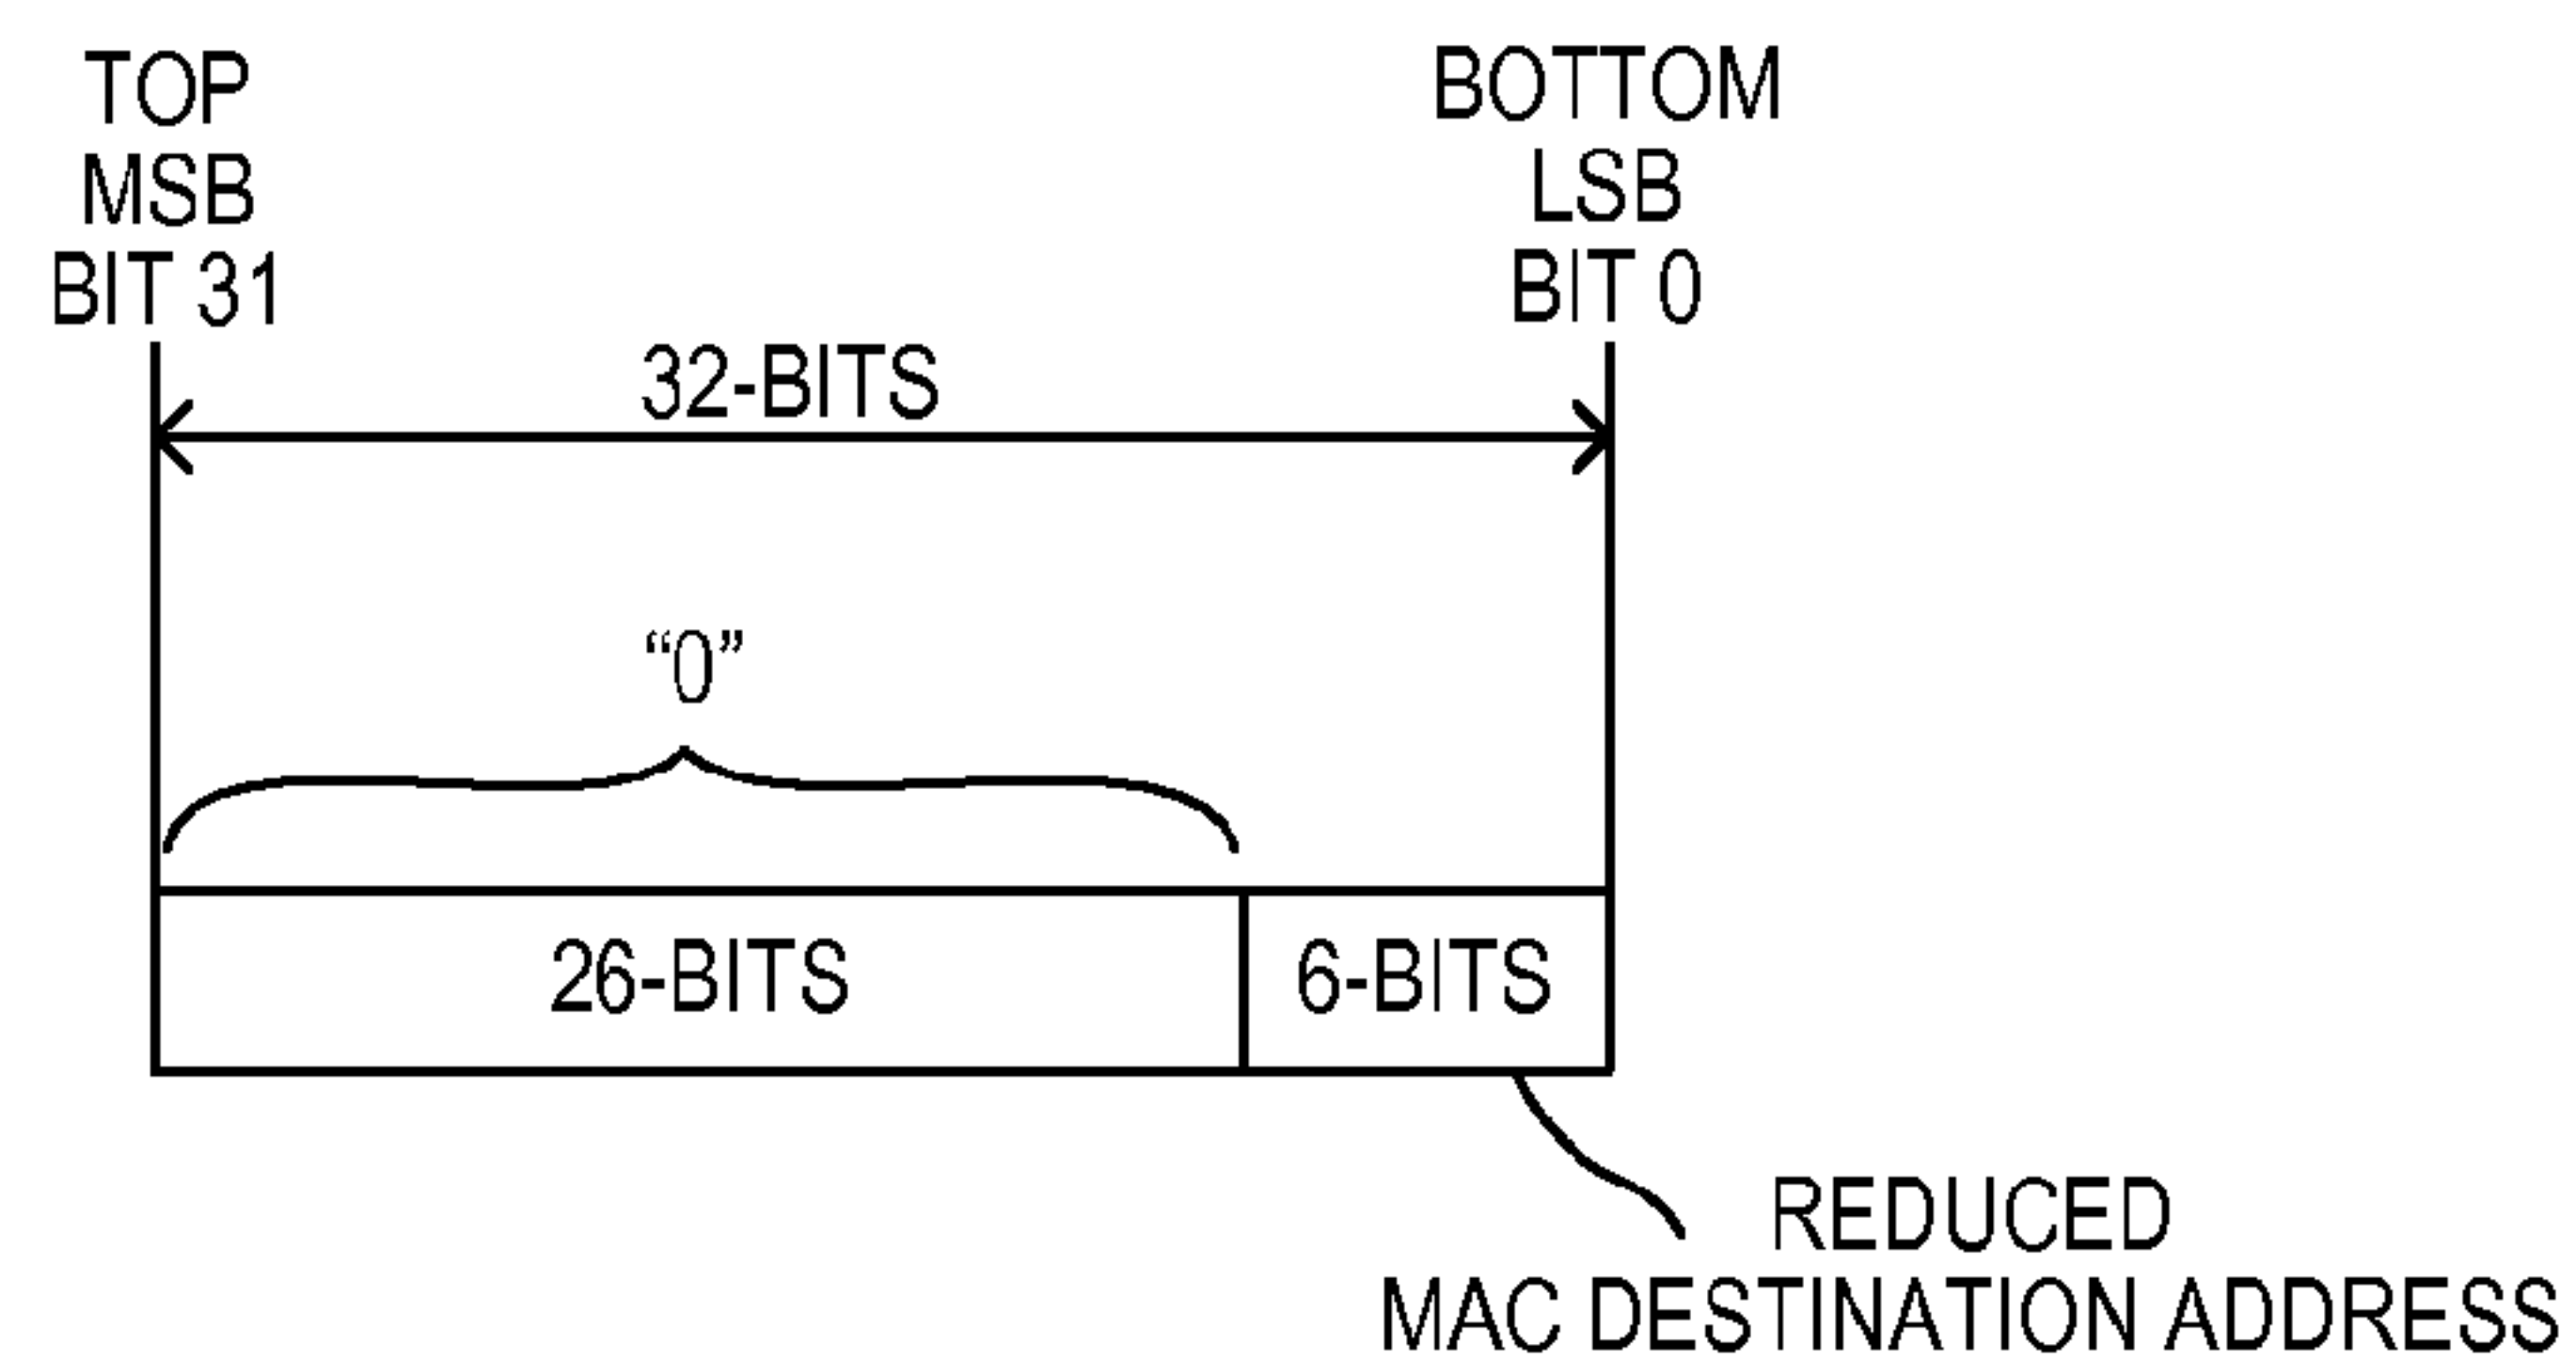 TOP
MSB
BIT 31
BOTTOM
LSB
BIT 0
32-BITS
“0”
26-BITS
6-BITS
REDUCED
MAC DESTINATION ADDRESS